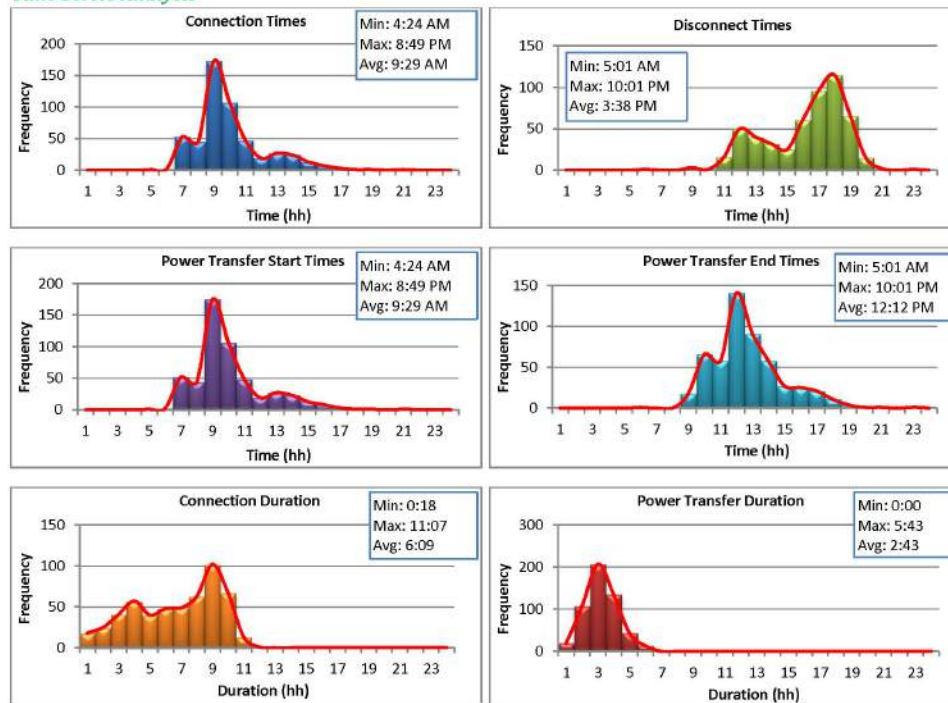 Connection Times
Min: 4:24 AM
Max: 8:49 PM
Avg: 9:29 AM
Frequency
200
150
100
50
0
1 3 5 7 9 11 13 15 17 19 21 23
Time (hh)
Disconnect Times
Min: 5:01 AM
Max: 10:01 PM
Avg: 3:38 PM
Frequency
150
100
50
0
1 3 5 7 9 11 13 15 17 19 21 23
Time (hh)
Power Transfer Start Times
Min: 4:24 AM
Max: 8:49 PM
Avg: 9:29 AM
Frequency
200
150
100
50
0
1 3 5 7 9 11 13 15 17 19 21 23
Time (hh)
Power Transfer End Times
Min: 5:01 AM
Max: 10:01 PM
Avg: 12:12 PM
Frequency
150
100
50
0
1 3 5 7 9 11 13 15 17 19 21 23
Time (hh)
Connection Duration
Min: 0:18
Max: 11:07
Avg: 6:09
Frequency
150
100
50
0
1 3 5 7 9 11 13 15 17 19 21 23
Duration (hh)
Power Transfer Duration
Min: 0:00
Max: 5:43
Avg: 2:43
Frequency
300
200
100
0
1 3 5 7 9 11 13 15 17 19 21 23
Duration (hh)